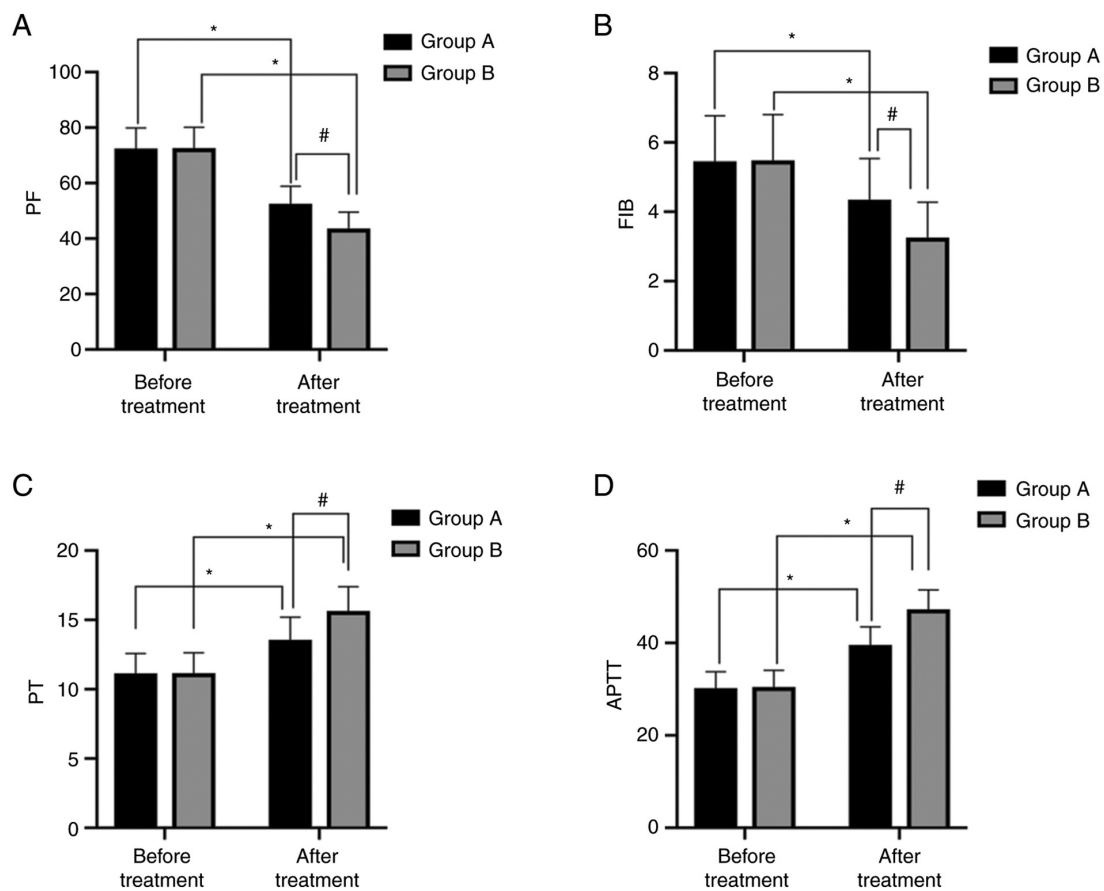 A
*
Group A
Group B
*
#
100
80
60
40
20
0
PF
Before
treatment
After
treatment
B
*
Group A
Group B
*
#
8
6
4
2
0
FIB
Before
treatment
After
treatment
C
#
Group A
Group B
*
*
20
15
10
5
0
PT
Before
treatment
After
treatment
D
#
Group A
Group B
*
*
60
40
20
0
APTT
Before
treatment
After
treatment